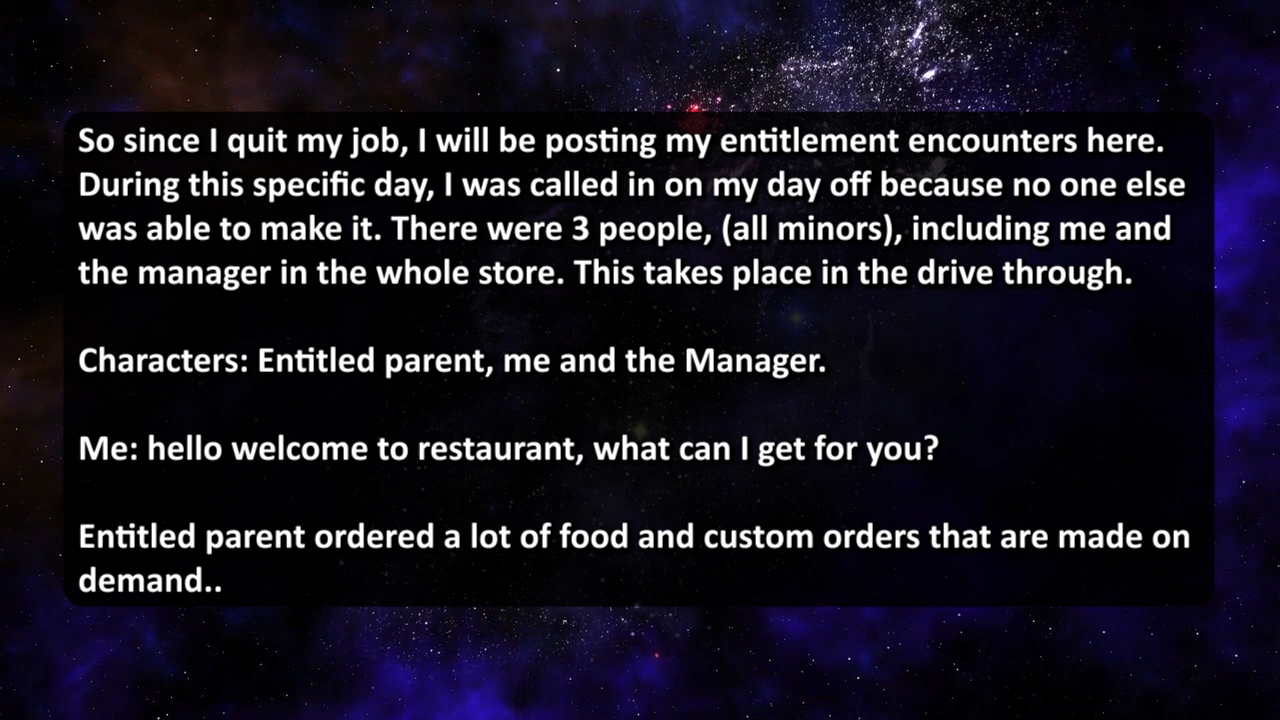 So since I quit my job, I will be posting my entitlement encounters here.
During this specific day, I was called in on my day off because no one else
was able to make it. There were 3 people, (all minors), including me and
the manager in the whole store. This takes place in the drive through.
Characters: Entitled parent, me and the Manager.
Me: hello welcome to restaurant, what can I get for you?
Entitled parent ordered a lot of food and custom orders that are made on
demand..